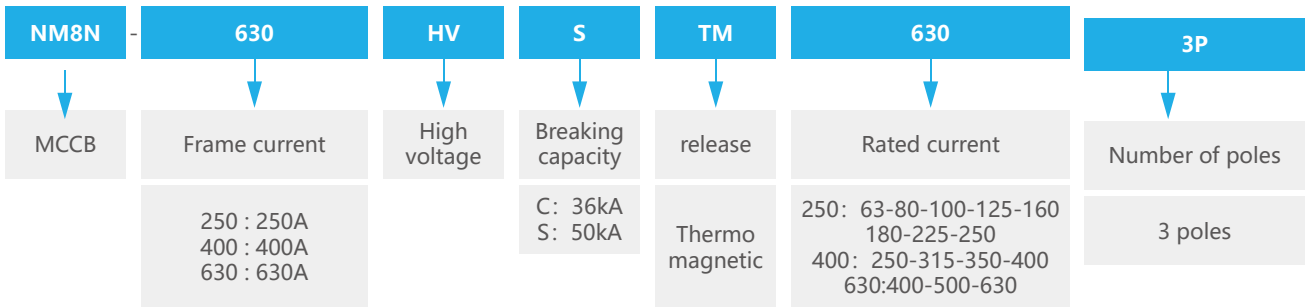 NM8N - 630 HV S TM 630 3P
MCCB
Frame current
High
voltage
Breaking
capacity
release
Rated current
Number of poles
250 : 250A
400 : 400A
630 : 630A
C： 36kA
S： 50kA
Thermo
magnetic
250： 63-80-100-125-160
180-225-250
400： 250-315-350-400
630:400-500-630
3 poles